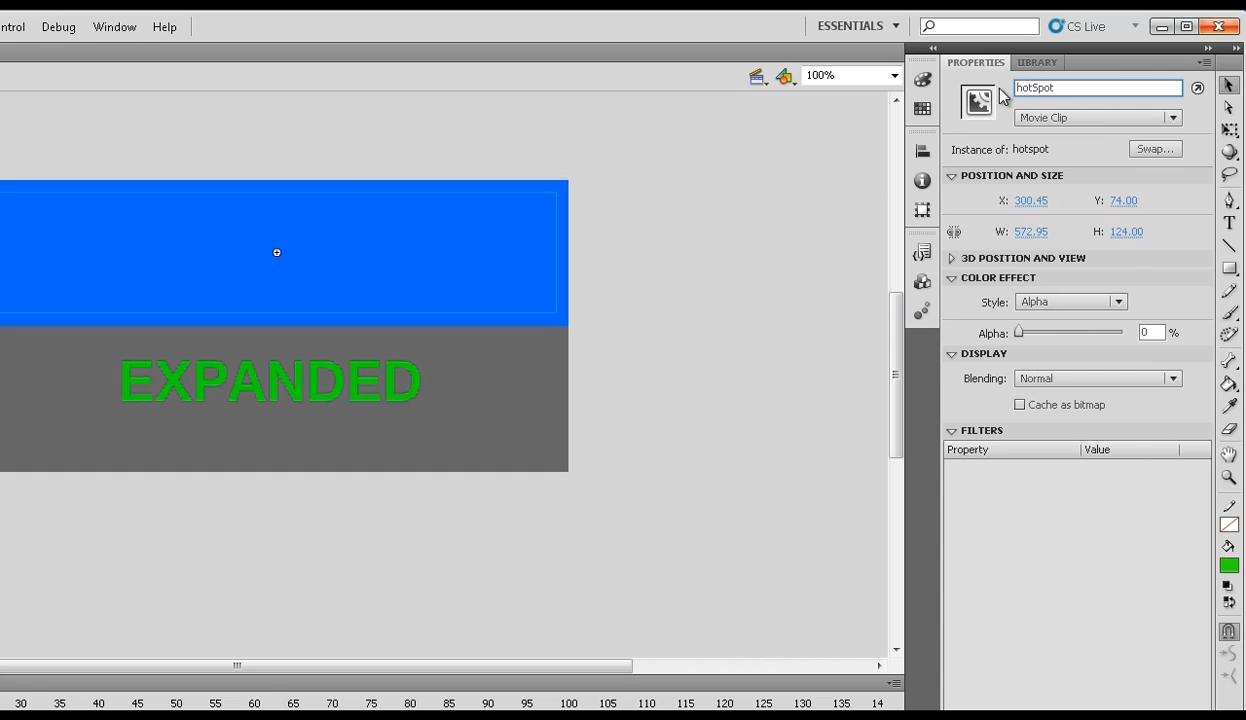 ntrol Debug Window Help ESSENTIALS CS Live
PROPERTIES LIBRARY
100%
hotSpot
Movie Clip
Instance of: hotspot Swap...
POSITION AND SIZE
X: 300.45 Y: 74.00
W: 572.95 H: 124.00
3D POSITION AND VIEW
COLOR EFFECT
Style: Alpha
Alpha: 0 %
DISPLAY
EXPANDED
Blending: Normal
Cache as bitmap
FILTERS
Property Value
30 35 40 45 50 55 60 65 70 75 80 85 90 95 100 105 110 115 120 125 130 135 14